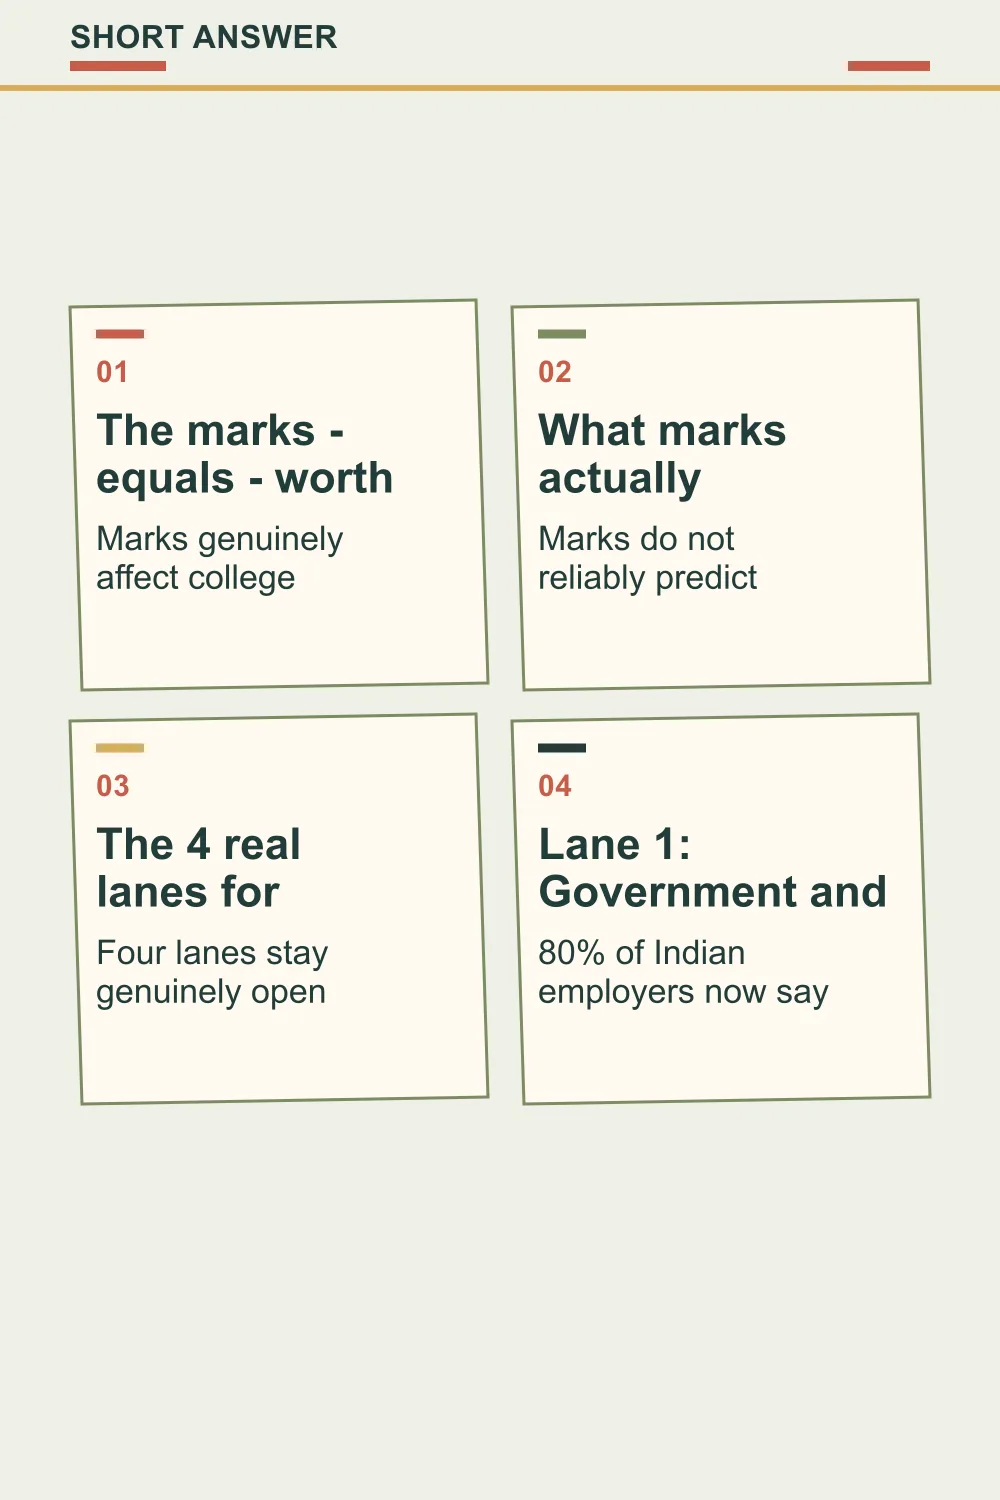 SHORT ANSWER
01
The marks -
equals - worth
Marks genuinely
affect college
02
What marks
actually
Marks do not
reliably predict
03
The 4 real
lanes for
Four lanes stay
genuinely open
04
Lane 1:
Government and
80% of Indian
employers now say